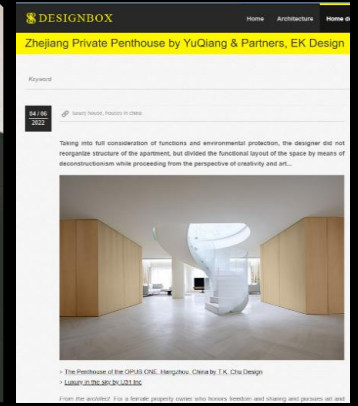 DESIGNBOX
Home Architecture Home de
Zhejiang Private Penthouse by YuQiang & Partners, EK Design
Keyword
04 / 06
2022
luxury house, houses in china
Taking into full consideration of functions and environmental protection, the designer did not
reorganize structure of the apartment, but divided the functional layout of the space by means of
deconstructionism while proceeding from the perspective of creativity and art...
> The Penthouse of the OPUS ONE, Hangzhou, China by T.K. Chu Design
> Luxury in the sky by U31 Inc
From the architect: For a female property owner who honors freedom and sharing and pursues art and